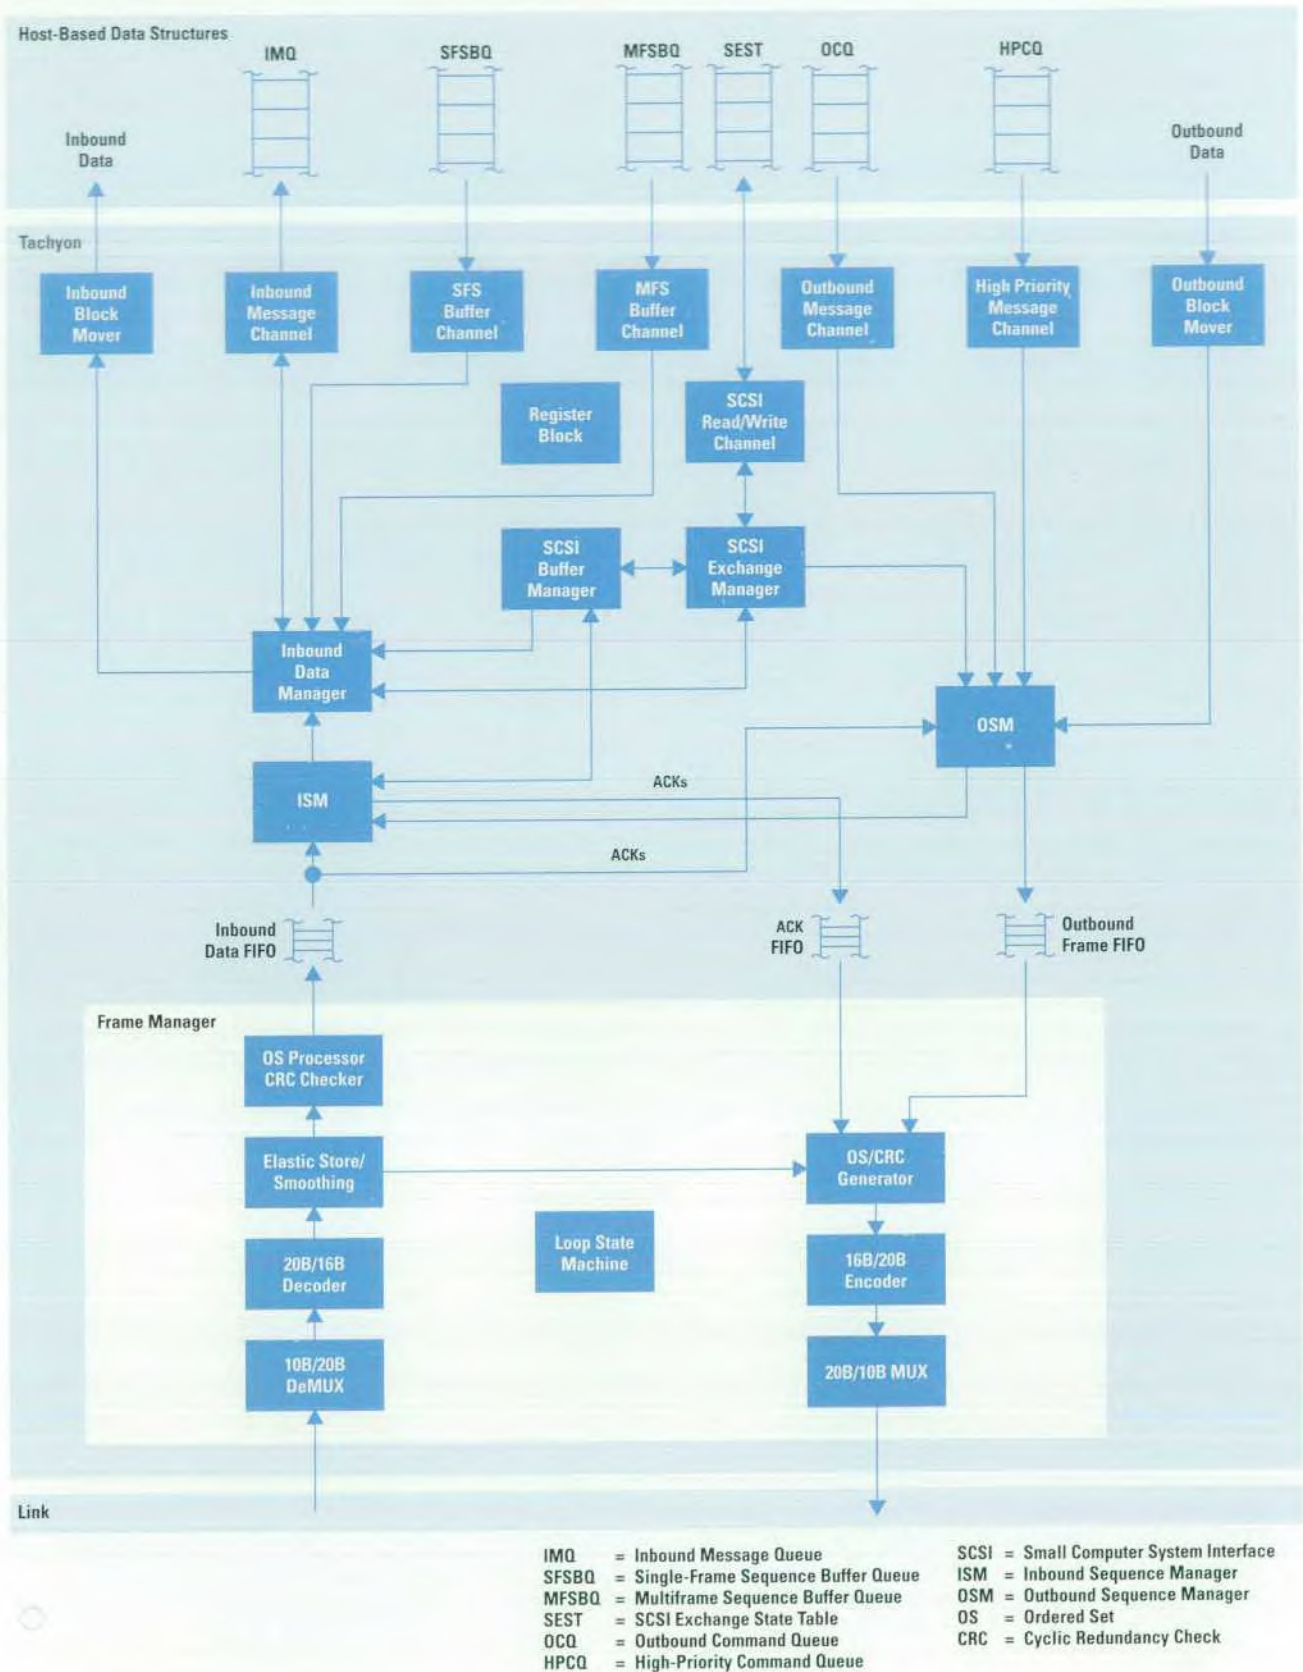 Host-Based Data Structures
IMQ
SFSBQ
MFSBQ
SEST
OCQ
HPCQ
Inbound
Data
Outbound
Data
Tachyon
Inbound
Block
Mover
Inbound
Message
Channel
SFS
Buffer
Channel
MFS
Buffer
Channel
Outbound
Message
Channel
High Priority
Message
Channel
Outbound
Block
Mover
Register
Block
SCSI
Read/Write
Channel
SCSI
Buffer
Manager
SCSI
Exchange
Manager
Inbound
Data
Manager
OSM
ISM
ACKs
ACKs
Inbound
Data FIFO
ACK
FIFO
Outbound
Frame FIFO
Frame Manager
OS Processor
CRC Checker
Elastic Store/
Smoothing
OS/CRC
Generator
Loop State
Machine
20B/16B
Decoder
16B/20B
Encoder
10B/20B
DeMUX
20B/10B MUX
Link
IMQ = Inbound Message Queue
SFSBQ = Single-Frame Sequence Buffer Queue
MFSBQ = Multiframe Sequence Buffer Queue
SEST = SCSI Exchange State Table
OCQ = Outbound Command Queue
HPCQ = High-Priority Command Queue
SCSI = Small Computer System Interface
ISM = Inbound Sequence Manager
OSM = Outbound Sequence Manager
OS = Ordered Set
CRC = Cyclic Redundancy Check